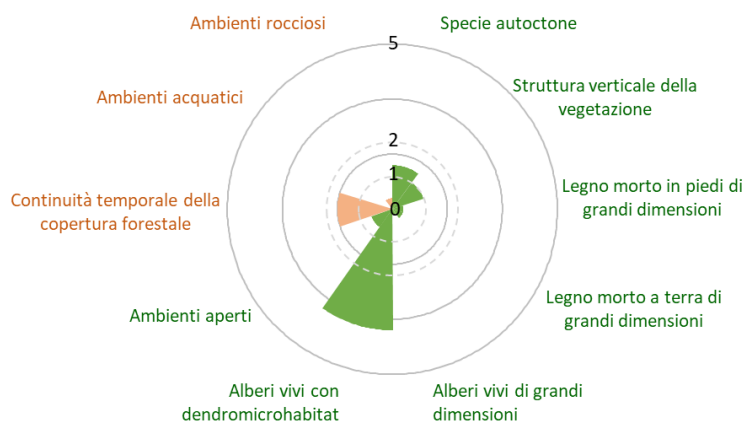 Ambienti rocciosi
Specie autoctone
5
Struttura verticale della
vegetazione
Ambienti acquatici
2
1
Legno morto in piedi di
grandi dimensioni
Continuità temporale della
copertura forestale
0
Legno morto a terra di
grandi dimensioni
Ambienti aperti
Alberi vivi con
dendromicrohabitat
Alberi vivi di grandi
dimensioni